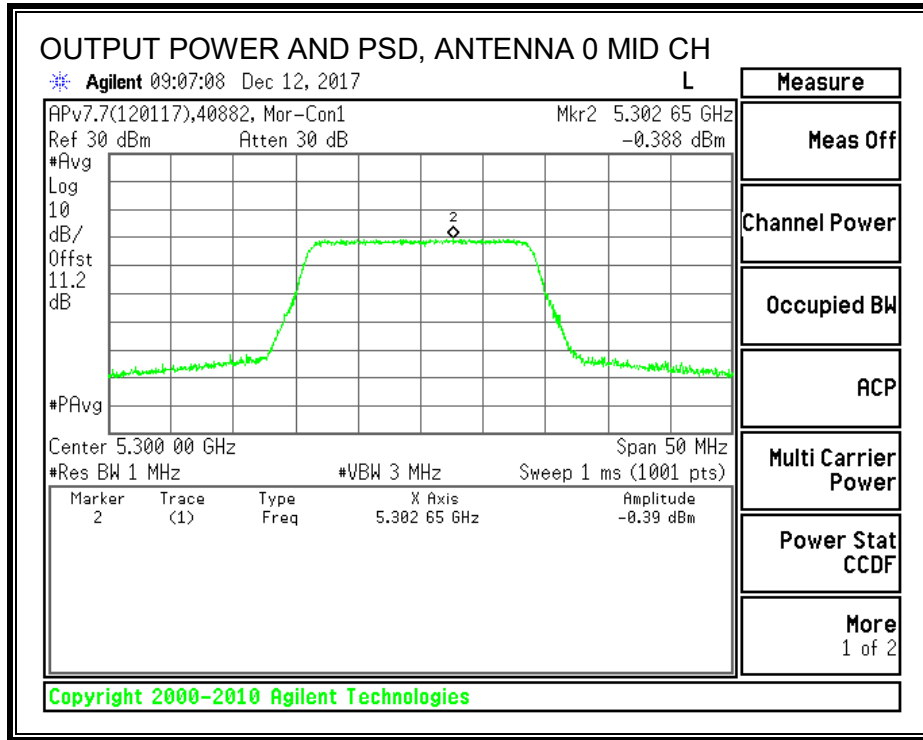 OUTPUT POWER AND PSD, ANTENNA 0 MID CH
Agilent 09:07:08 Dec 12, 2017 L
APv7.7(120117),40882, Mor-Con1 Mkr2 5.302 65 GHz
Ref 30 dBm Atten 30 dB -0.388 dBm
#Avg
Log
10
dB/
Offst
11.2
dB
#PAvg
2
Center 5.300 00 GHz Span 50 MHz
#Res BW 1 MHz #VBW 3 MHz Sweep 1 ms (1001 pts)
Marker Trace Type X Axis Amplitude
2 (1) Freq 5.302 65 GHz -0.39 dBm
Copyright 2000-2010 Agilent Technologies
Measure
Meas Off
Channel Power
Occupied BW
ACP
Multi Carrier
Power
Power Stat
CCDF
More
1 of 2